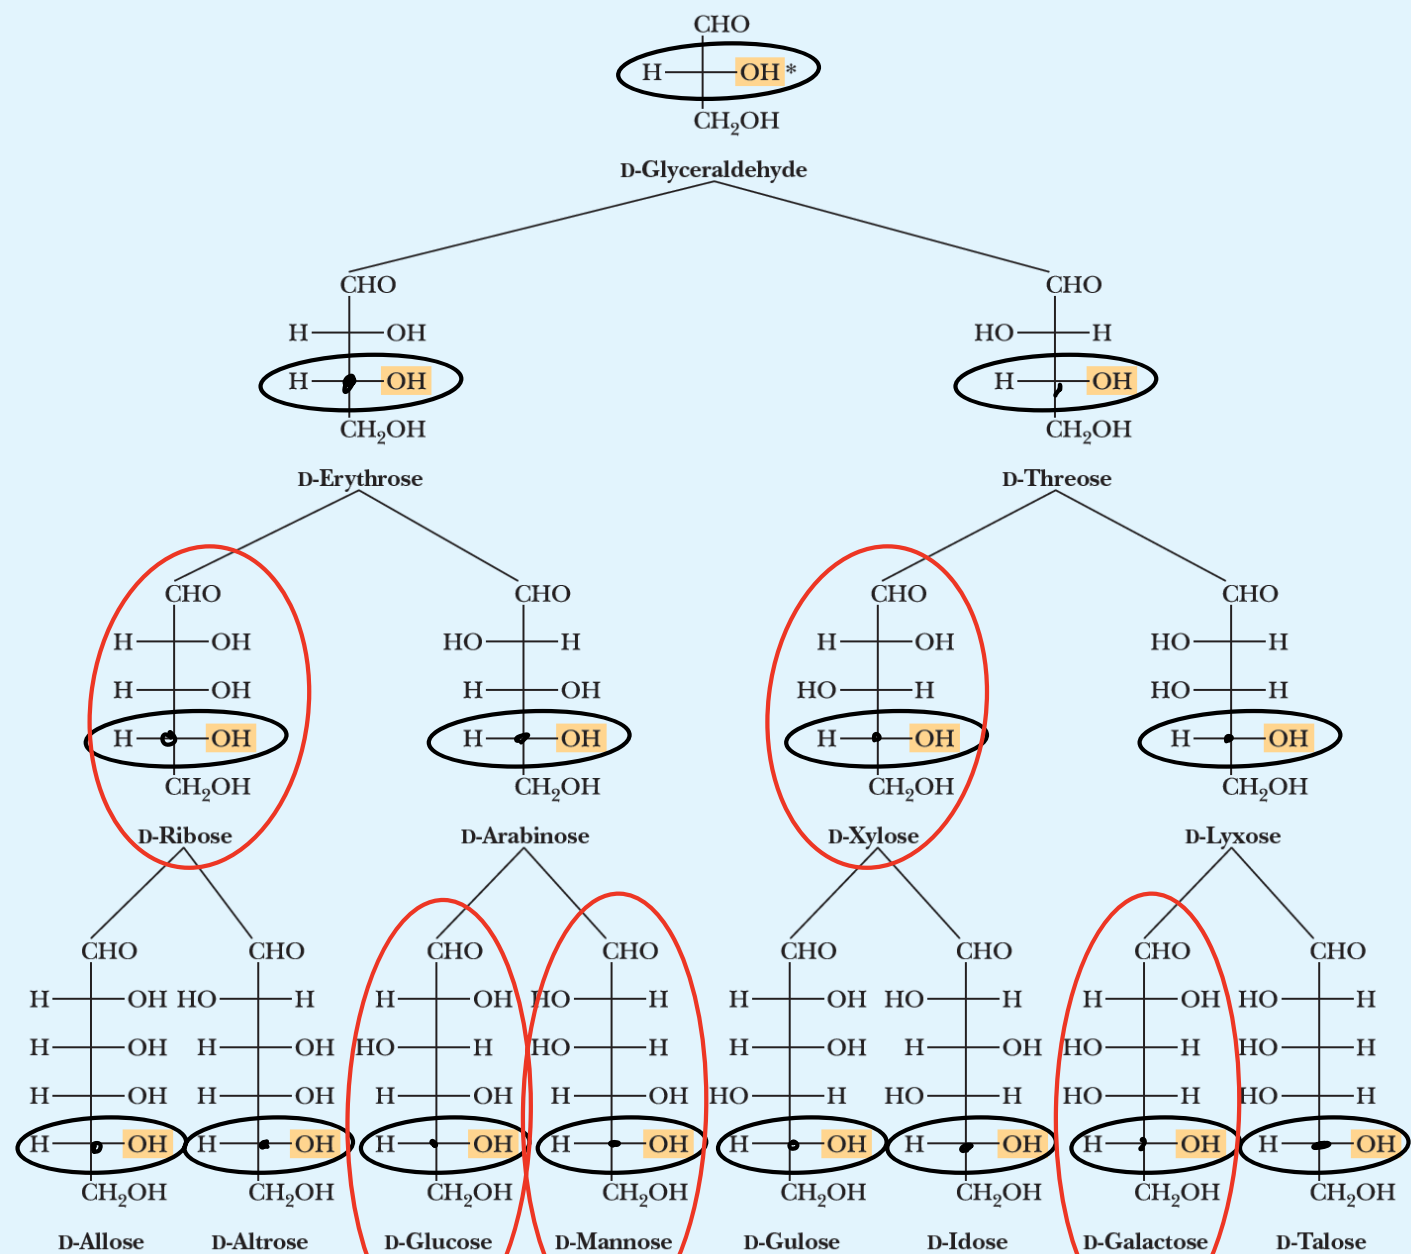 CHO
H OH*
CH₂OH
D-Glyceraldehyde
CHO CHO
H OH HO H
H OH H OH
CH₂OH CH₂OH
D-Erythrose D-Threose
CHO CHO CHO CHO
H OH HO H H OH HO H
H OH H OH HO H HO H
H OH H OH H OH H OH
CH₂OH CH₂OH CH₂OH CH₂OH
D-Ribose D-Arabinose D-Xylose D-Lyxose
CHO CHO CHO CHO CHO CHO CHO CHO
H OH HO H H OH HO H H OH HO H H OH HO H
H OH H OH HO H HO H H OH H OH HO H HO H
H OH H OH H OH H OH HO H HO H HO H HO H
H OH H OH H OH H OH H OH H OH H OH H OH
CH₂OH CH₂OH CH₂OH CH₂OH CH₂OH CH₂OH CH₂OH CH₂OH
D-Allose D-Altrose D-Glucose D-Mannose D-Gulose D-Idose D-Galactose D-Talose